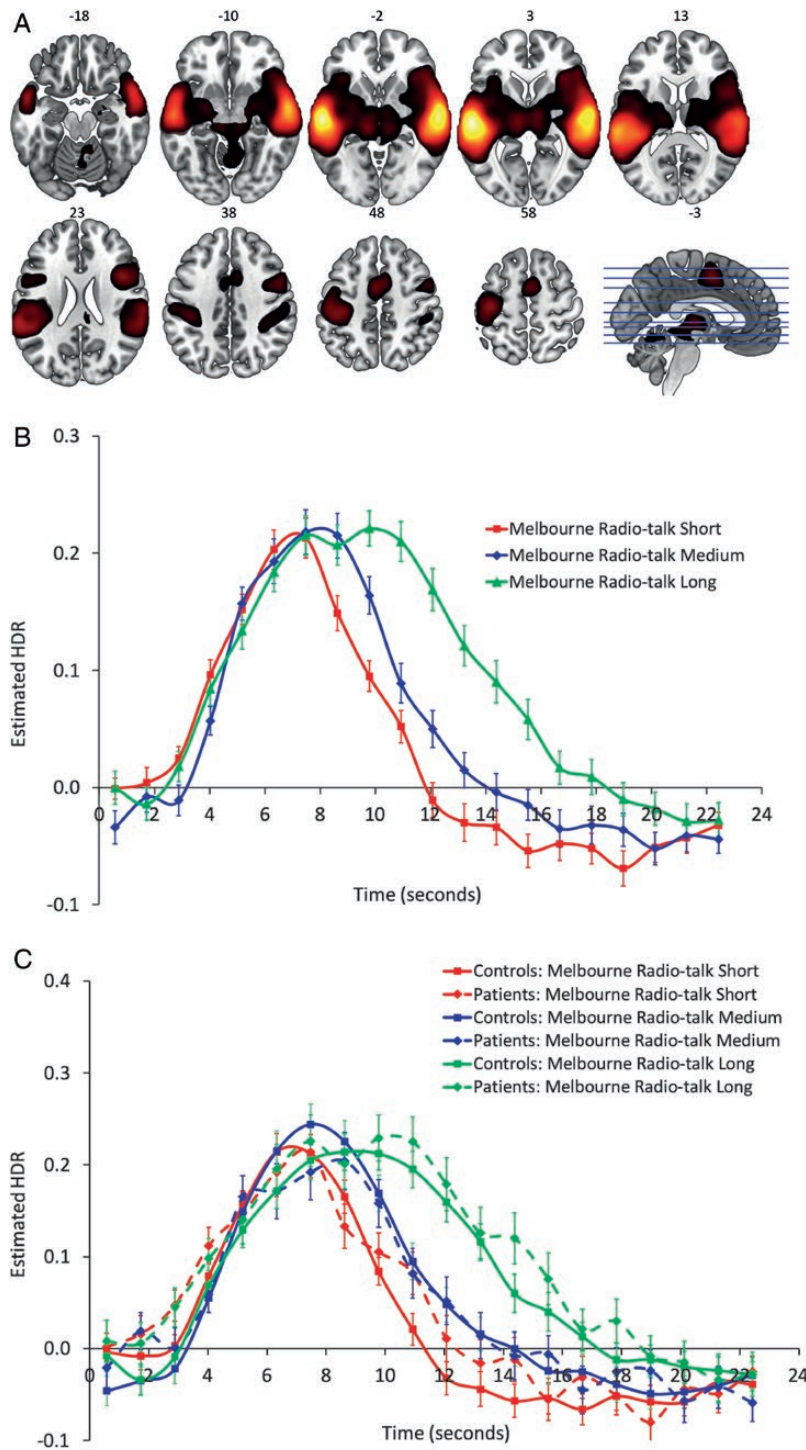 A
-18 -10 -2 3 13
23 38 48 58 -3
B
0.3
0.2
0.1
0.0
-0.1
Estimated HDR
Melbourne Radio-talk Short
Melbourne Radio-talk Medium
Melbourne Radio-talk Long
0 2 4 6 8 10 12 14 16 18 20 22 24
Time (seconds)
C
0.4
0.3
0.2
0.1
0.0
-0.1
Estimated HDR
Controls: Melbourne Radio-talk Short
Patients: Melbourne Radio-talk Short
Controls: Melbourne Radio-talk Medium
Patients: Melbourne Radio-talk Medium
Controls: Melbourne Radio-talk Long
Patients: Melbourne Radio-talk Long
0 2 4 6 8 10 12 14 16 18 20 22 24
Time (seconds)